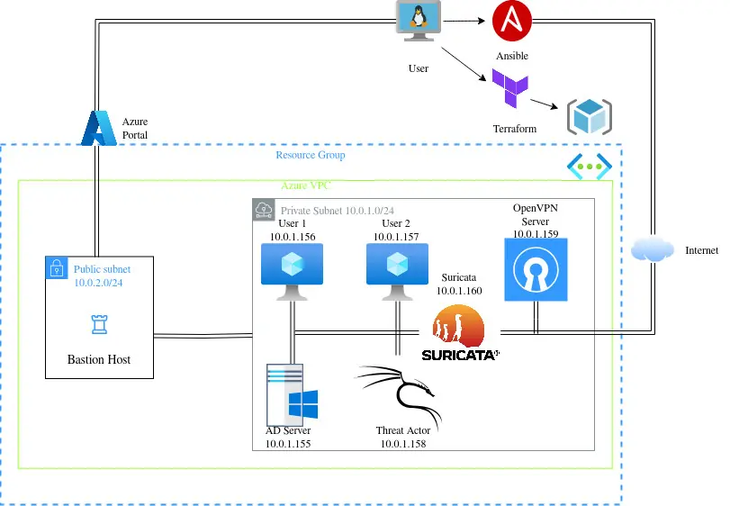 User
Ansible
Terraform
Azure
Portal
Resource Group
Azure VPC
Private Subnet 10.0.1.0/24
User 1
10.0.1.156
User 2
10.0.1.157
OpenVPN
Server
10.0.1.159
Internet
Public subnet
10.0.2.0/24
Bastion Host
Suricata
10.0.1.160
SURICATA
AD Server
10.0.1.155
Threat Actor
10.0.1.158